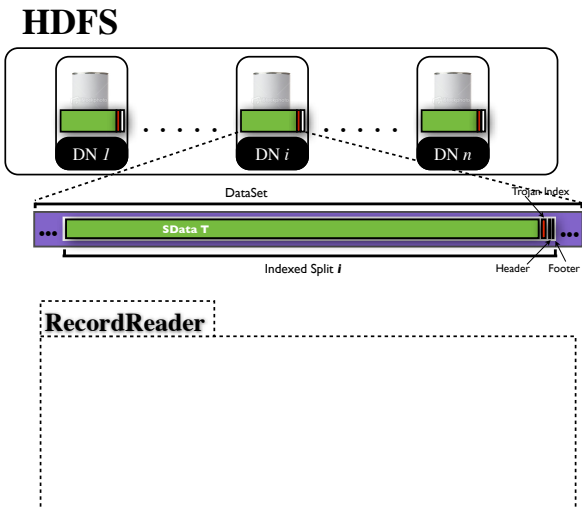 HDFS
DN 1 . . . . . DN i . . . . . DN n
DataSet
Trojan Index
... SData T ...
Indexed Split i
Header Footer
RecordReader